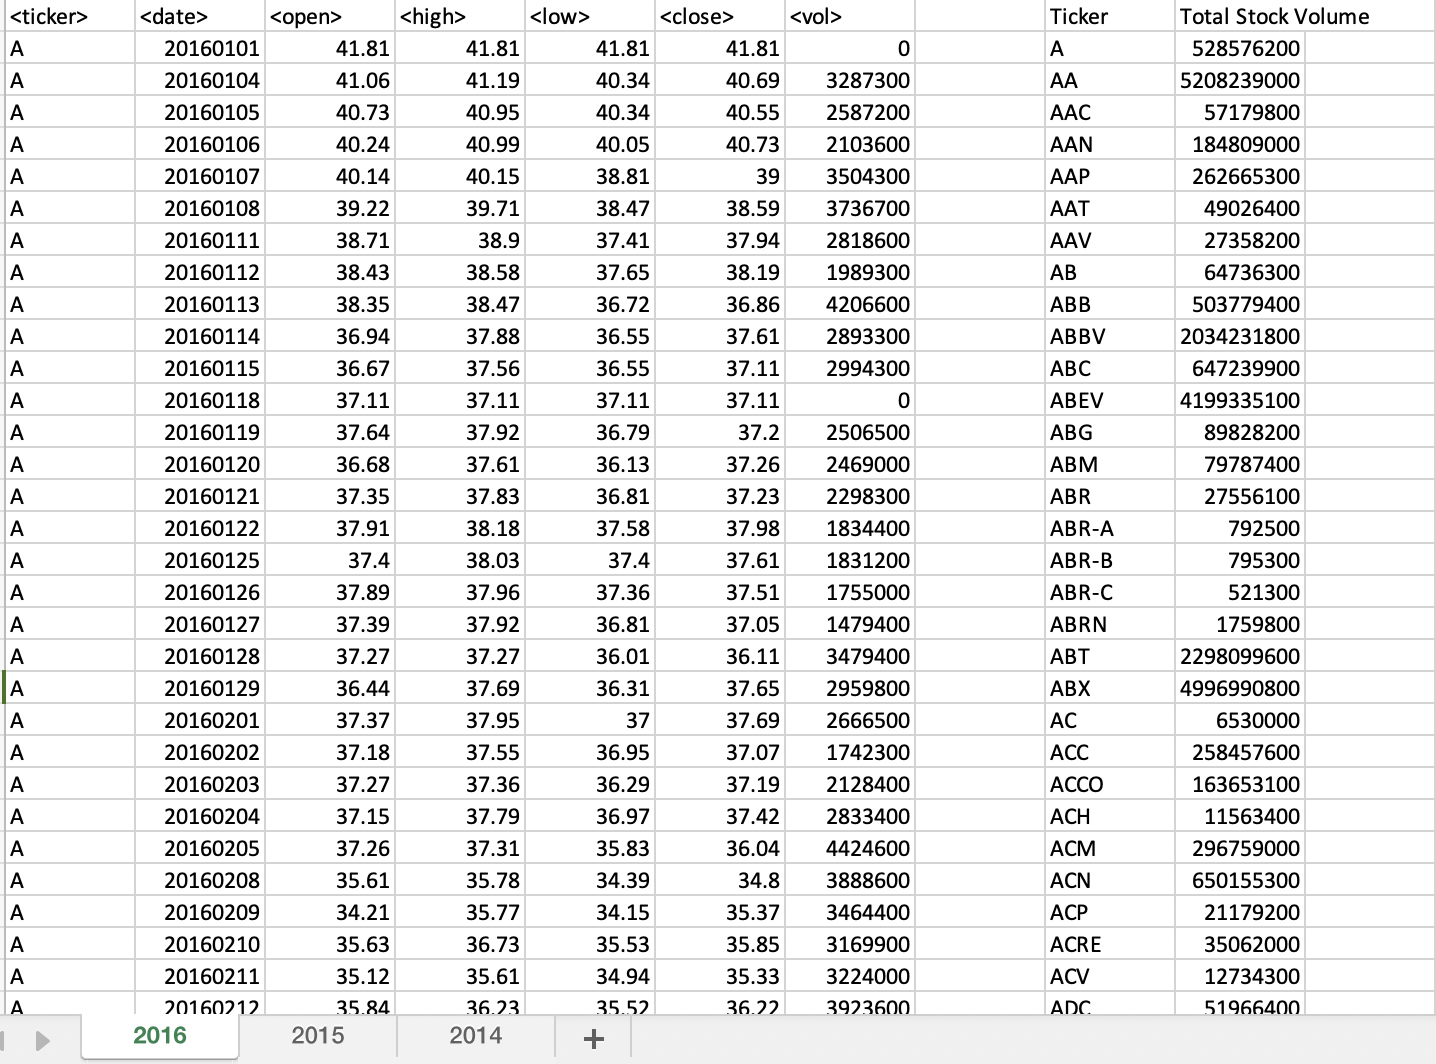 <ticker> <date> <open> <high> <low> <close> <vol> Ticker Total Stock Volume
A 20160101 41.81 41.81 41.81 41.81 0 A 528576200
A 20160104 41.06 41.19 40.34 40.69 3287300 AA 5208239000
A 20160105 40.73 40.95 40.34 40.55 2587200 AAC 57179800
A 20160106 40.24 40.99 40.05 40.73 2103600 AAN 184809000
A 20160107 40.14 40.15 38.81 39 3504300 AAP 262665300
A 20160108 39.22 39.71 38.47 38.59 3736700 AAT 49026400
A 20160111 38.71 38.9 37.41 37.94 2818600 AAV 27358200
A 20160112 38.43 38.58 37.65 38.19 1989300 AB 64736300
A 20160113 38.35 38.47 36.72 36.86 4206600 ABB 503779400
A 20160114 36.94 37.88 36.55 37.61 2893300 ABBV 2034231800
A 20160115 36.67 37.56 36.55 37.11 2994300 ABC 647239900
A 20160118 37.11 37.11 37.11 37.11 0 ABEV 4199335100
A 20160119 37.64 37.92 36.79 37.2 2506500 ABG 89828200
A 20160120 36.68 37.61 36.13 37.26 2469000 ABM 79787400
A 20160121 37.35 37.83 36.81 37.23 2298300 ABR 27556100
A 20160122 37.91 38.18 37.58 37.98 1834400 ABR-A 792500
A 20160125 37.4 38.03 37.4 37.61 1831200 ABR-B 795300
A 20160126 37.89 37.96 37.36 37.51 1755000 ABR-C 521300
A 20160127 37.39 37.92 36.81 37.05 1479400 ABRN 1759800
A 20160128 37.27 37.27 36.01 36.11 3479400 ABT 2298099600
A 20160129 36.44 37.69 36.31 37.65 2959800 ABX 4996990800
A 20160201 37.37 37.95 37 37.69 2666500 AC 6530000
A 20160202 37.18 37.55 36.95 37.07 1742300 ACC 258457600
A 20160203 37.27 37.36 36.29 37.19 2128400 ACCO 163653100
A 20160204 37.15 37.79 36.97 37.42 2833400 ACH 11563400
A 20160205 37.26 37.31 35.83 36.04 4424600 ACM 296759000
A 20160208 35.61 35.78 34.39 34.8 3888600 ACN 650155300
A 20160209 34.21 35.77 34.15 35.37 3464400 ACP 21179200
A 20160210 35.63 36.73 35.53 35.85 3169900 ACRE 35062000
A 20160211 35.12 35.61 34.94 35.33 3224000 ACV 12734300
A 20160212 35.84 36.23 35.52 36.22 3923600 ADC 51966400
2016 2015 2014 +